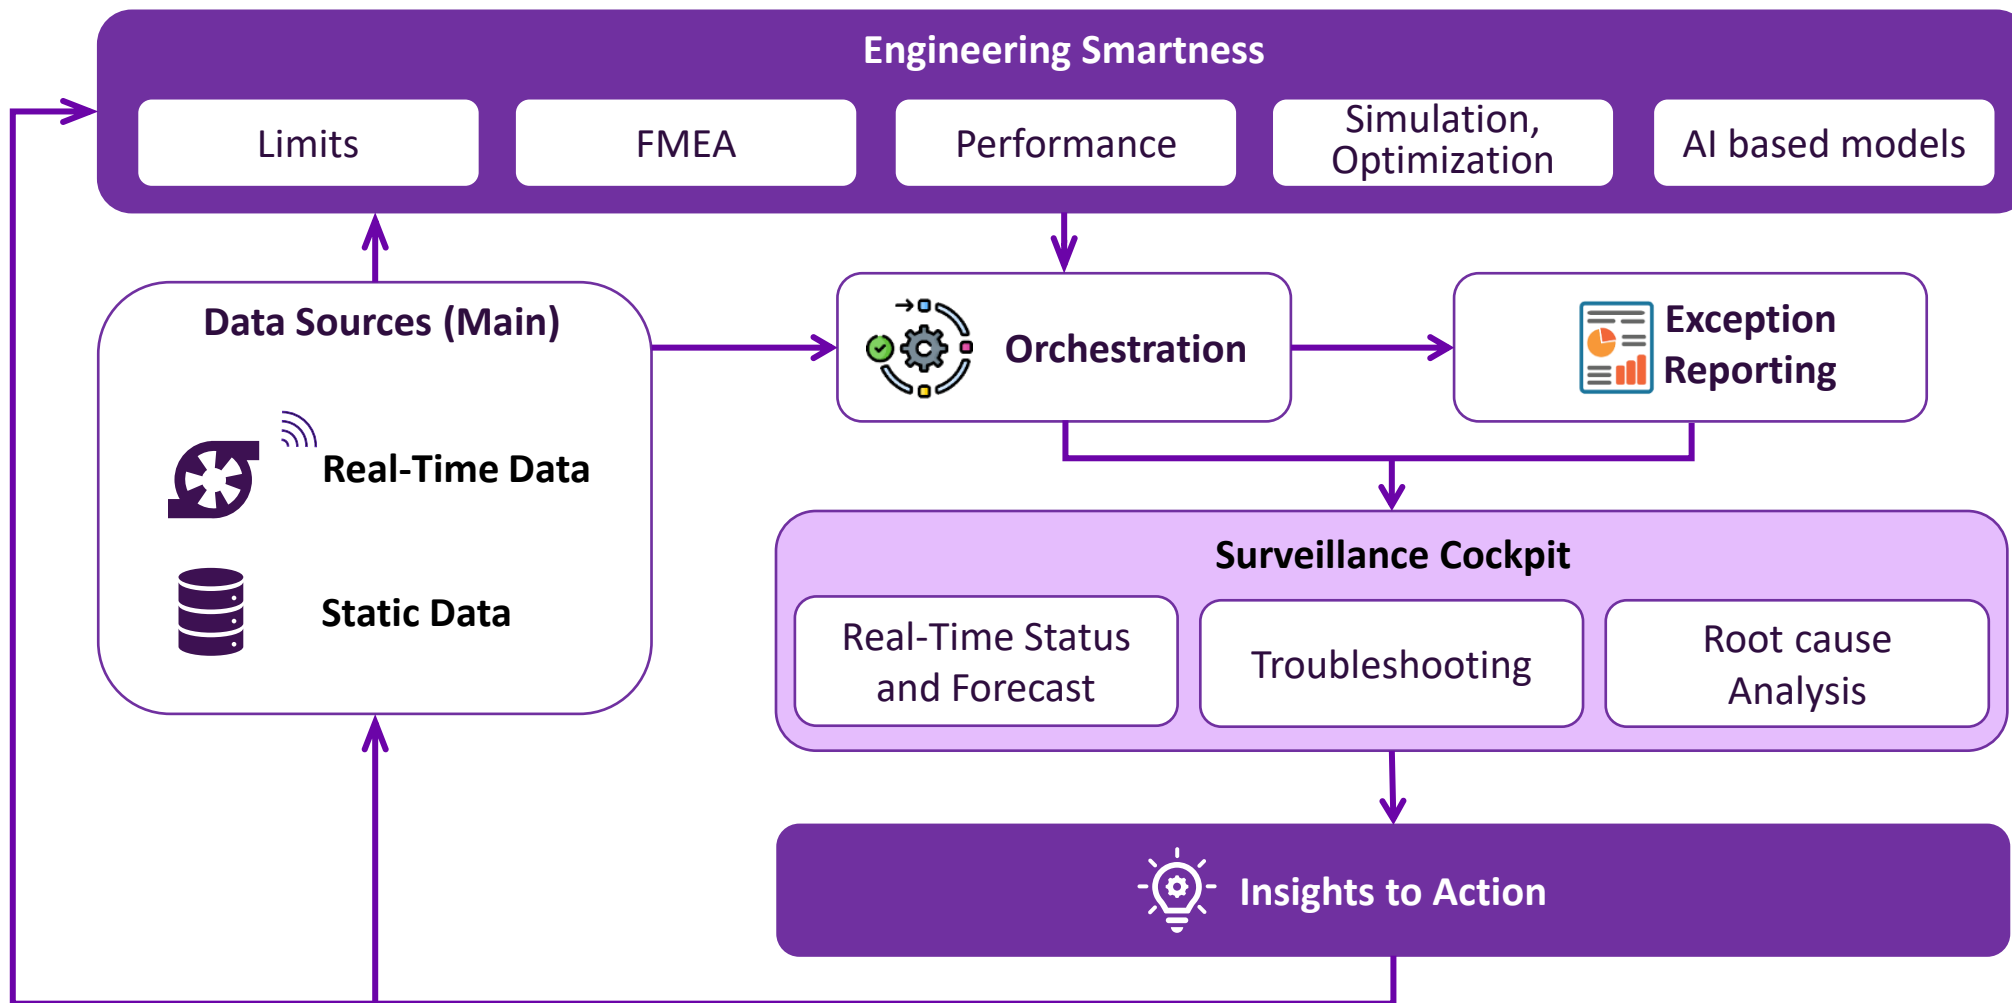 Engineering Smartness
Limits
FMEA
Performance
Simulation,
Optimization
AI based models
Data Sources (Main)
Real-Time Data
Static Data
Orchestration
Exception
Reporting
Surveillance Cockpit
Real-Time Status
and Forecast
Troubleshooting
Root cause
Analysis
Insights to Action